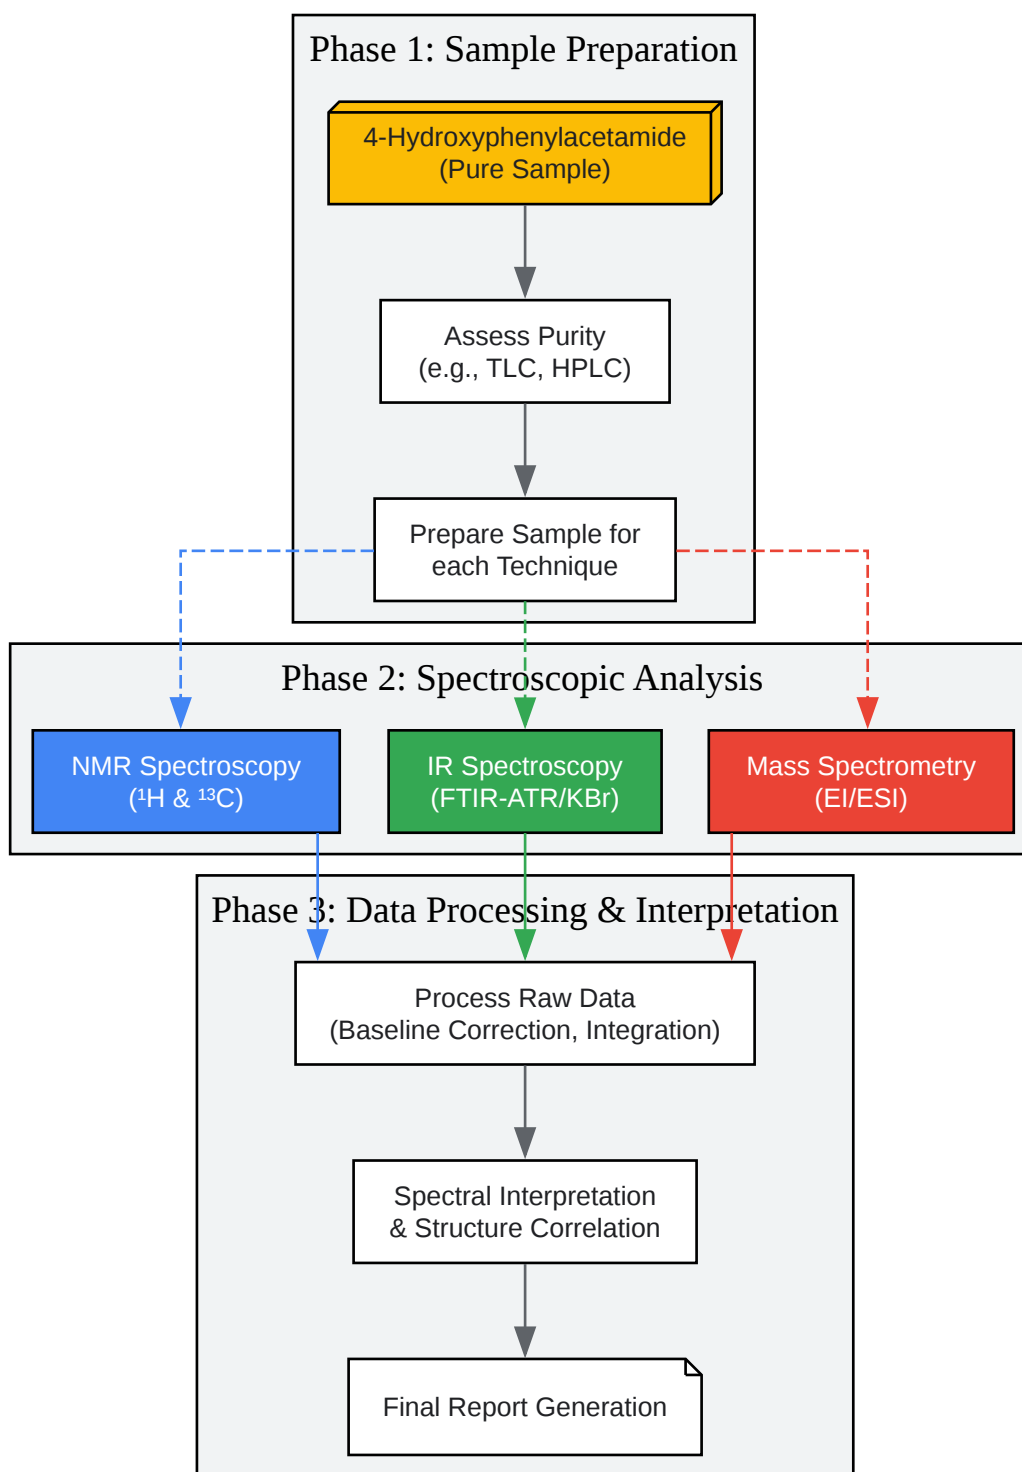 Phase 1: Sample Preparation
4-Hydroxyphenylacetamide
(Pure Sample)
Assess Purity
(e.g., TLC, HPLC)
Prepare Sample for
each Technique
Phase 2: Spectroscopic Analysis
NMR Spectroscopy
(¹H & ¹³C)
IR Spectroscopy
(FTIR-ATR/KBr)
Mass Spectrometry
(EI/ESI)
Phase 3: Data Processing & Interpretation
Process Raw Data
(Baseline Correction, Integration)
Spectral Interpretation
& Structure Correlation
Final Report Generation